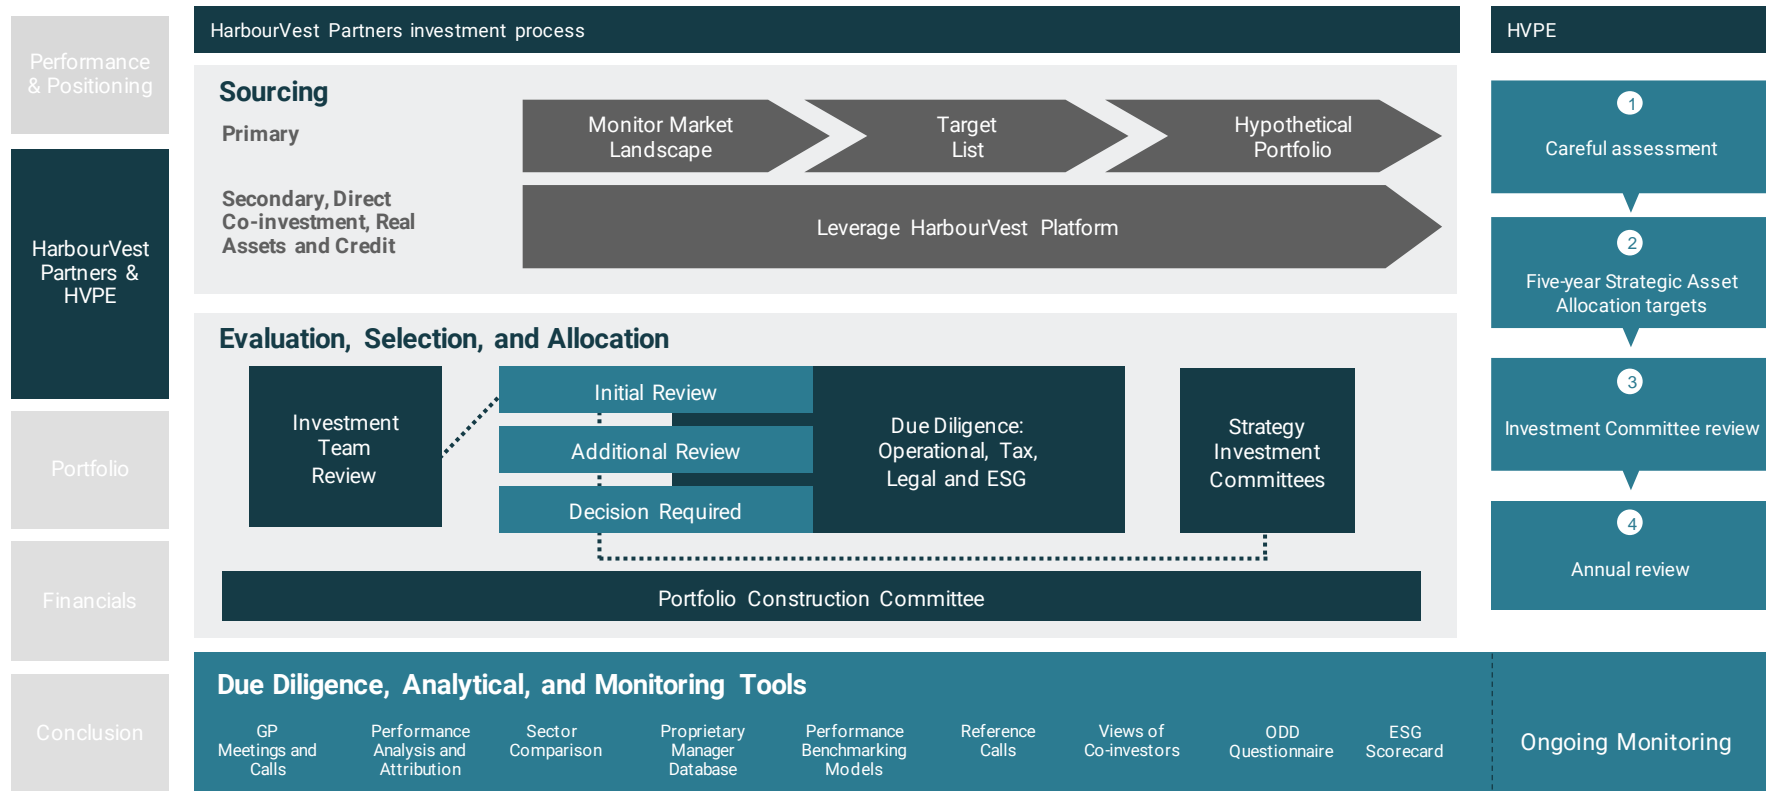 Performance
& Positioning
HarbourVest
Partners &
HVPE
Portfolio
Financials
Conclusion
HarbourVest Partners investment process
Sourcing
Primary
Monitor Market
Landscape
Target
List
Hypothetical
Portfolio
Secondary, Direct
Co-investment, Real
Assets and Credit
Leverage HarbourVest Platform
Evaluation, Selection, and Allocation
Investment
Team
Review
Initial Review
Additional Review
Decision Required
Due Diligence:
Operational, Tax,
Legal and ESG
Strategy
Investment
Committees
Portfolio Construction Committee
HVPE
1
Careful assessment
2
Five-year Strategic Asset
Allocation targets
3
Investment Committee review
4
Annual review
Due Diligence, Analytical, and Monitoring Tools
GP
Meetings and
Calls
Performance
Analysis and
Attribution
Sector
Comparison
Proprietary
Manager
Database
Performance
Benchmarking
Models
Reference
Calls
Views of
Co-investors
ODD
Questionnaire
ESG
Scorecard
Ongoing Monitoring